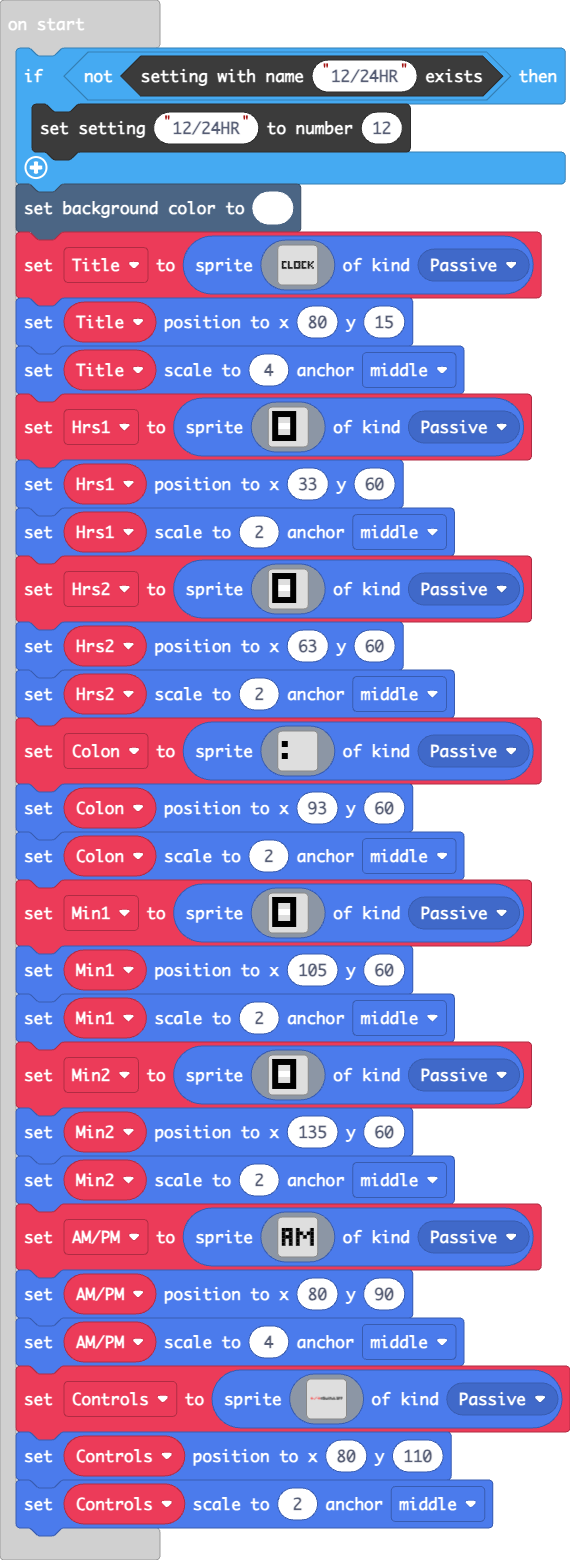 on start
if not setting with name "12/24HR" exists then
set setting "12/24HR" to number 12
set background color to
set Title to sprite CLOCK of kind Passive
set Title position to x 80 y 15
set Title scale to 4 anchor middle
set Hrs1 to sprite 0 of kind Passive
set Hrs1 position to x 33 y 60
set Hrs1 scale to 2 anchor middle
set Hrs2 to sprite 0 of kind Passive
set Hrs2 position to x 63 y 60
set Hrs2 scale to 2 anchor middle
set Colon to sprite : of kind Passive
set Colon position to x 93 y 60
set Colon scale to 2 anchor middle
set Min1 to sprite 0 of kind Passive
set Min1 position to x 105 y 60
set Min1 scale to 2 anchor middle
set Min2 to sprite 0 of kind Passive
set Min2 position to x 135 y 60
set Min2 scale to 2 anchor middle
set AM/PM to sprite AM of kind Passive
set AM/PM position to x 80 y 90
set AM/PM scale to 4 anchor middle
set Controls to sprite of kind Passive
set Controls position to x 80 y 110
set Controls scale to 2 anchor middle